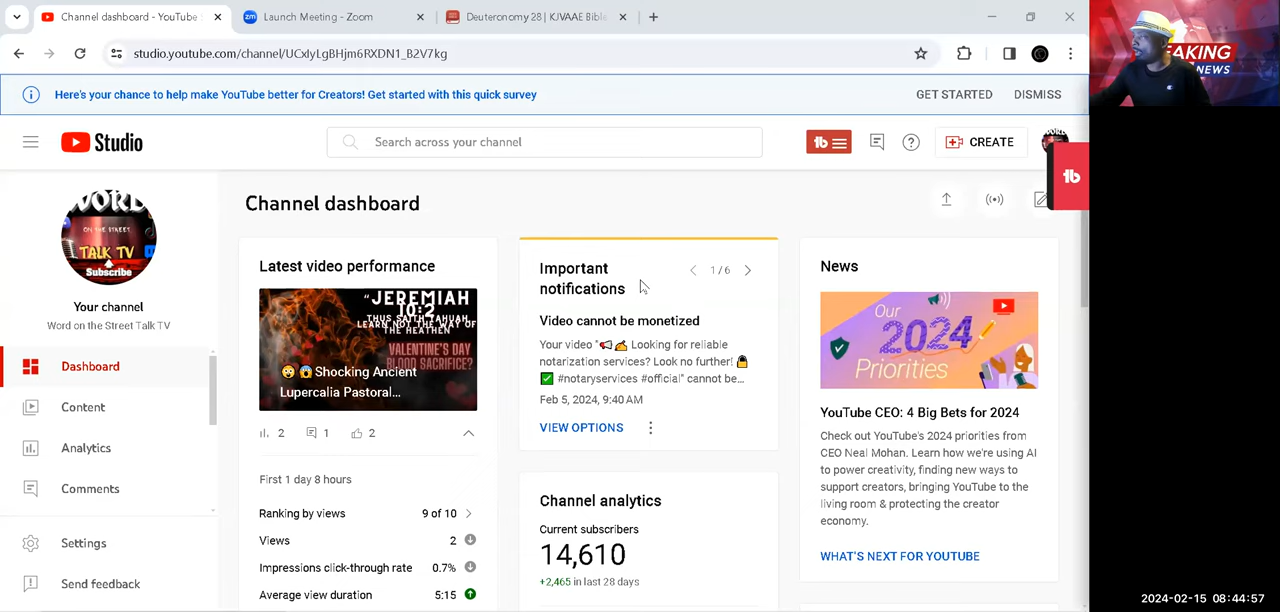 Channel dashboard - YouTube
Launch Meeting - Zoom
Deuteronomy 28 | KJVAAE Bible
studio.youtube.com/channel/UCxlyLgBHjm6RXDN1_B2V7kg
Here's your chance to help make YouTube better for Creators! Get started with this quick survey
GET STARTED
DISMISS
Studio
Search across your channel
CREATE
Channel dashboard
WORD
ON THE STREET
TALK TV
Subscribe
Your channel
Word on the Street Talk TV
Dashboard
Content
Analytics
Comments
Settings
Send feedback
Latest video performance
"JEREMIAH
10:2
THUS SAITH YAHUAH,
LEARN NOT THE WAY OF
THE HEATHEN
VALENTINE'S DAY
BLOOD SACRIFICE?
😲😱Shocking Ancient
Lupercalia Pastoral...
2 1 2
First 1 day 8 hours
Ranking by views 9 of 10
Views 2
Impressions click-through rate 0.7%
Average view duration 5:15
Important
notifications
1 / 6
Video cannot be monetized
Your video "📢✍ Looking for reliable
notarization services? Look no further! 🔒
✅ #notaryservices #official" cannot be...
Feb 5, 2024, 9:40 AM
VIEW OPTIONS
Channel analytics
Current subscribers
14,610
+2,465 in last 28 days
News
Our
2024
Priorities
YouTube CEO: 4 Big Bets for 2024
Check out YouTube's 2024 priorities from
CEO Neal Mohan. Learn how we're using AI
to power creativity, finding new ways to
support creators, bringing YouTube to the
living room & protecting the creator
economy.
WHAT'S NEXT FOR YOUTUBE
EAKING
NEWS
2024-02-15 08:44:57